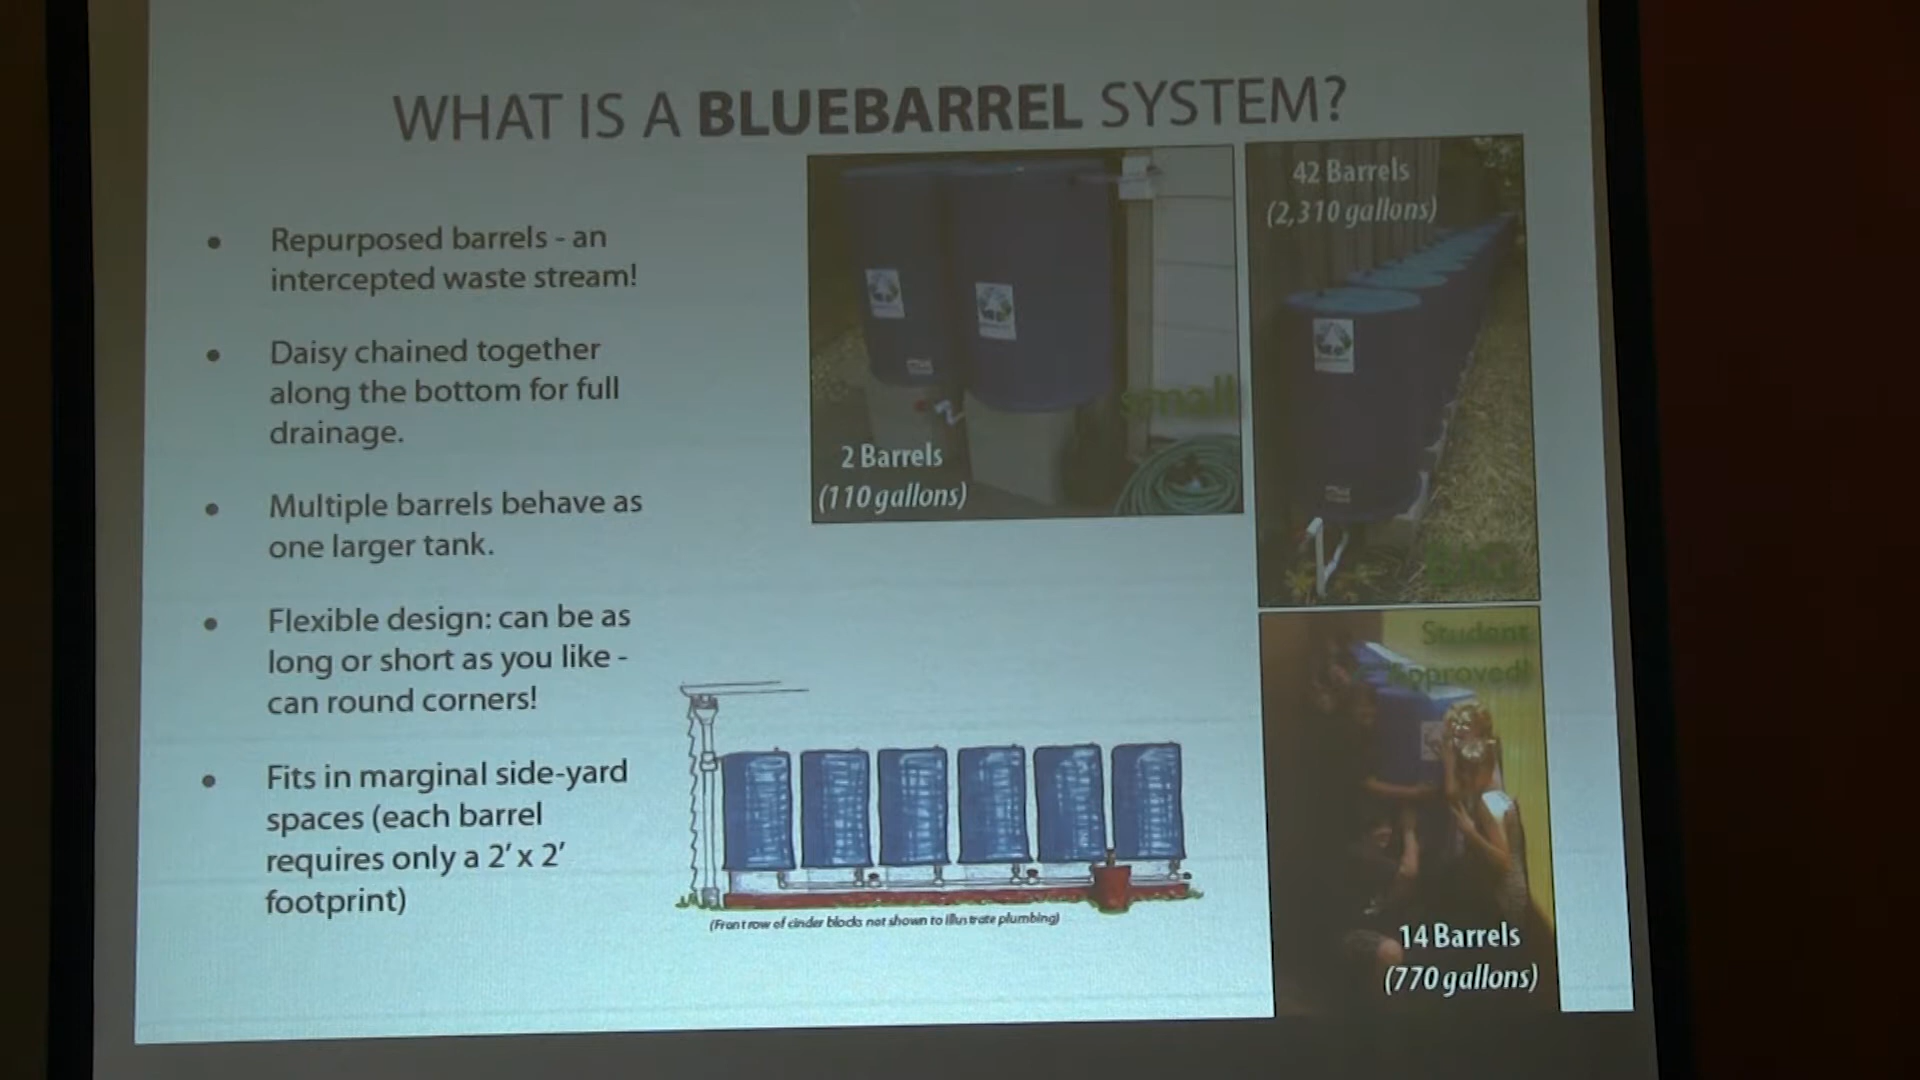 WHAT IS A BLUEBARREL SYSTEM?
Repurposed barrels - an
intercepted waste stream!
Daisy chained together
along the bottom for full
drainage.
Multiple barrels behave as
one larger tank.
Flexible design: can be as
long or short as you like -
can round corners!
Fits in marginal side-yard
spaces (each barrel
requires only a 2' x 2'
footprint)
small
2 Barrels
(110 gallons)
42 Barrels
(2,310 gallons)
BIG
Student
Approved!
14 Barrels
(770 gallons)
(Front row of cinder blocks not shown to illustrate plumbing)